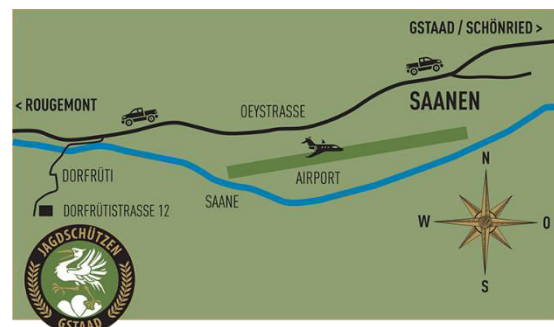 GSTAAD / SCHÖNRIED >
SAANEN
< ROUGEMONT
OEYSTRASSE
DORFRÜTI
AIRPORT
SAANE
DORFRÜTISTRASSE 12
N
W
O
S
JAGDSCHÜTZEN
GSTAAD